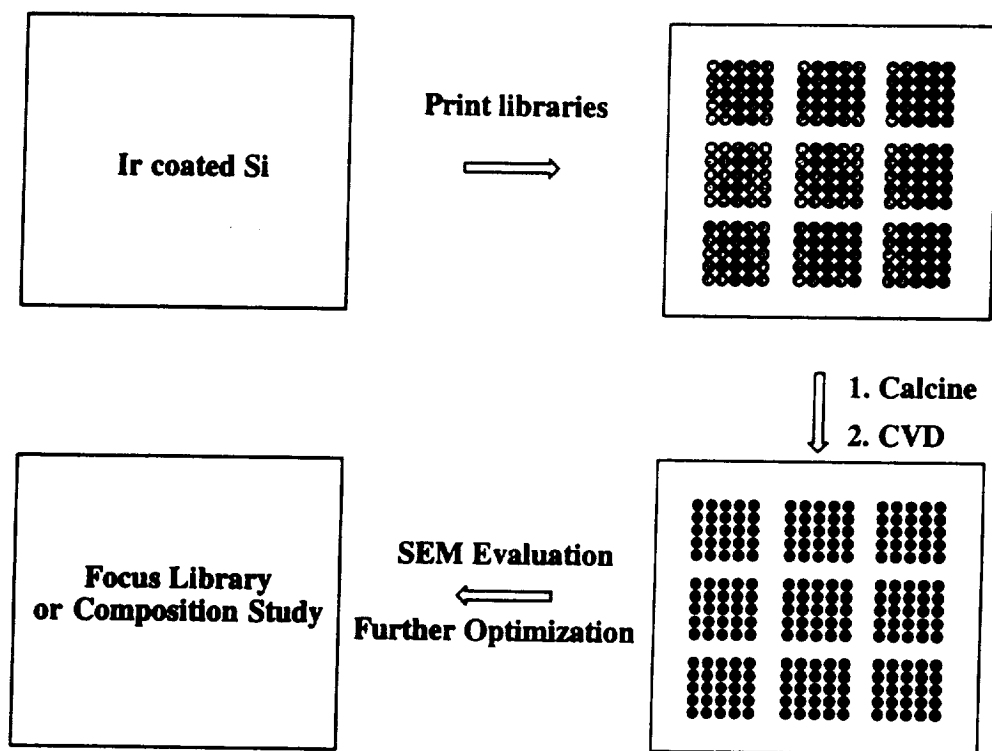 Ir coated Si
Print libraries
1. Calcine
2. CVD
SEM Evaluation
Further Optimization
Focus Library
or Composition Study